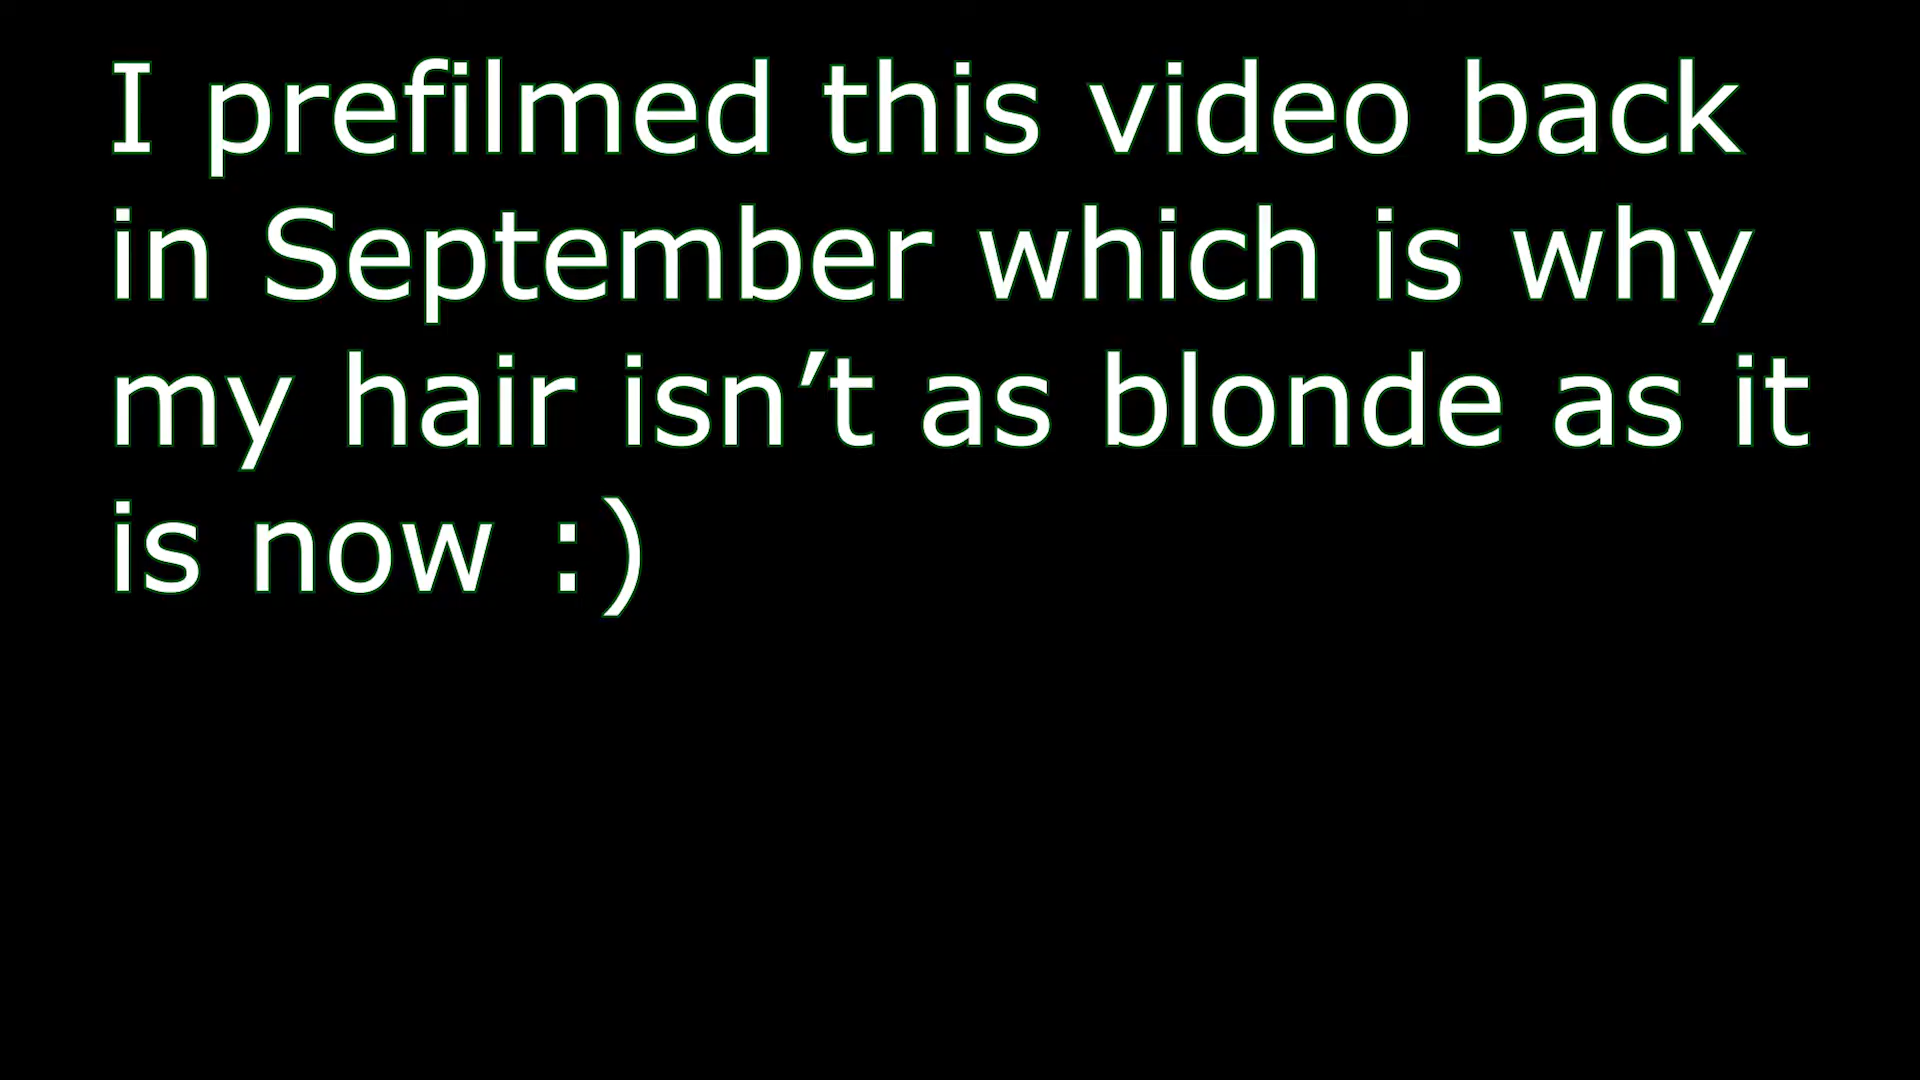 I prefilmed this video back
in September which is why
my hair isn’t as blonde as it
is now :)